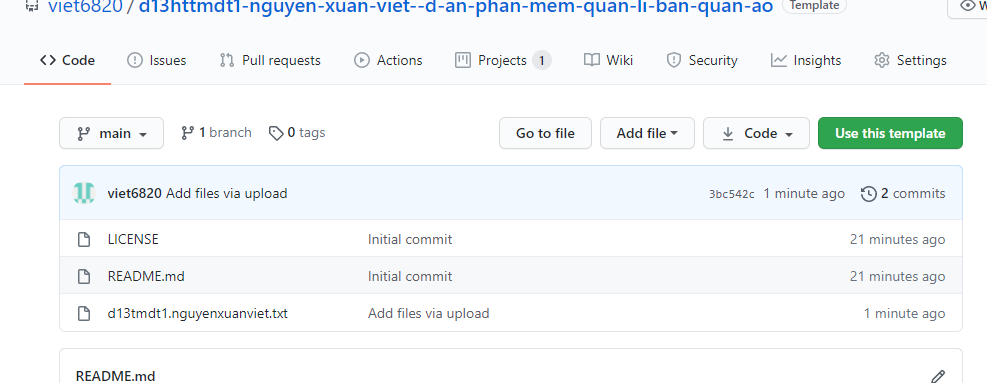 viet6820 / d13httmdt1-nguyen-xuan-viet--d-an-phan-mem-quan-li-ban-quan-ao Template
Code Issues Pull requests Actions Projects 1 Wiki Security Insights Settings
main 1 branch 0 tags Go to file Add file Code Use this template
viet6820 Add files via upload 3bc542c 1 minute ago 2 commits
LICENSE Initial commit 21 minutes ago
README.md Initial commit 21 minutes ago
d13tmdt1.nguyenxuanviet.txt Add files via upload 1 minute ago
README.md